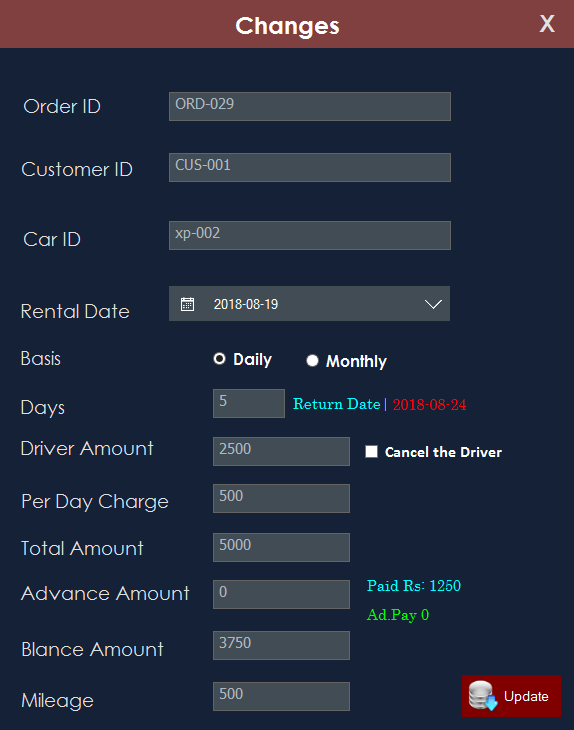 Changes X
Order ID ORD-029
Customer ID CUS-001
Car ID xp-002
Rental Date 2018-08-19
Basis Daily Monthly
Days 5 Return Date | 2018-08-24
Driver Amount 2500 Cancel the Driver
Per Day Charge 500
Total Amount 5000
Advance Amount 0 Paid Rs: 1250
Ad.Pay 0
Blance Amount 3750
Mileage 500 Update